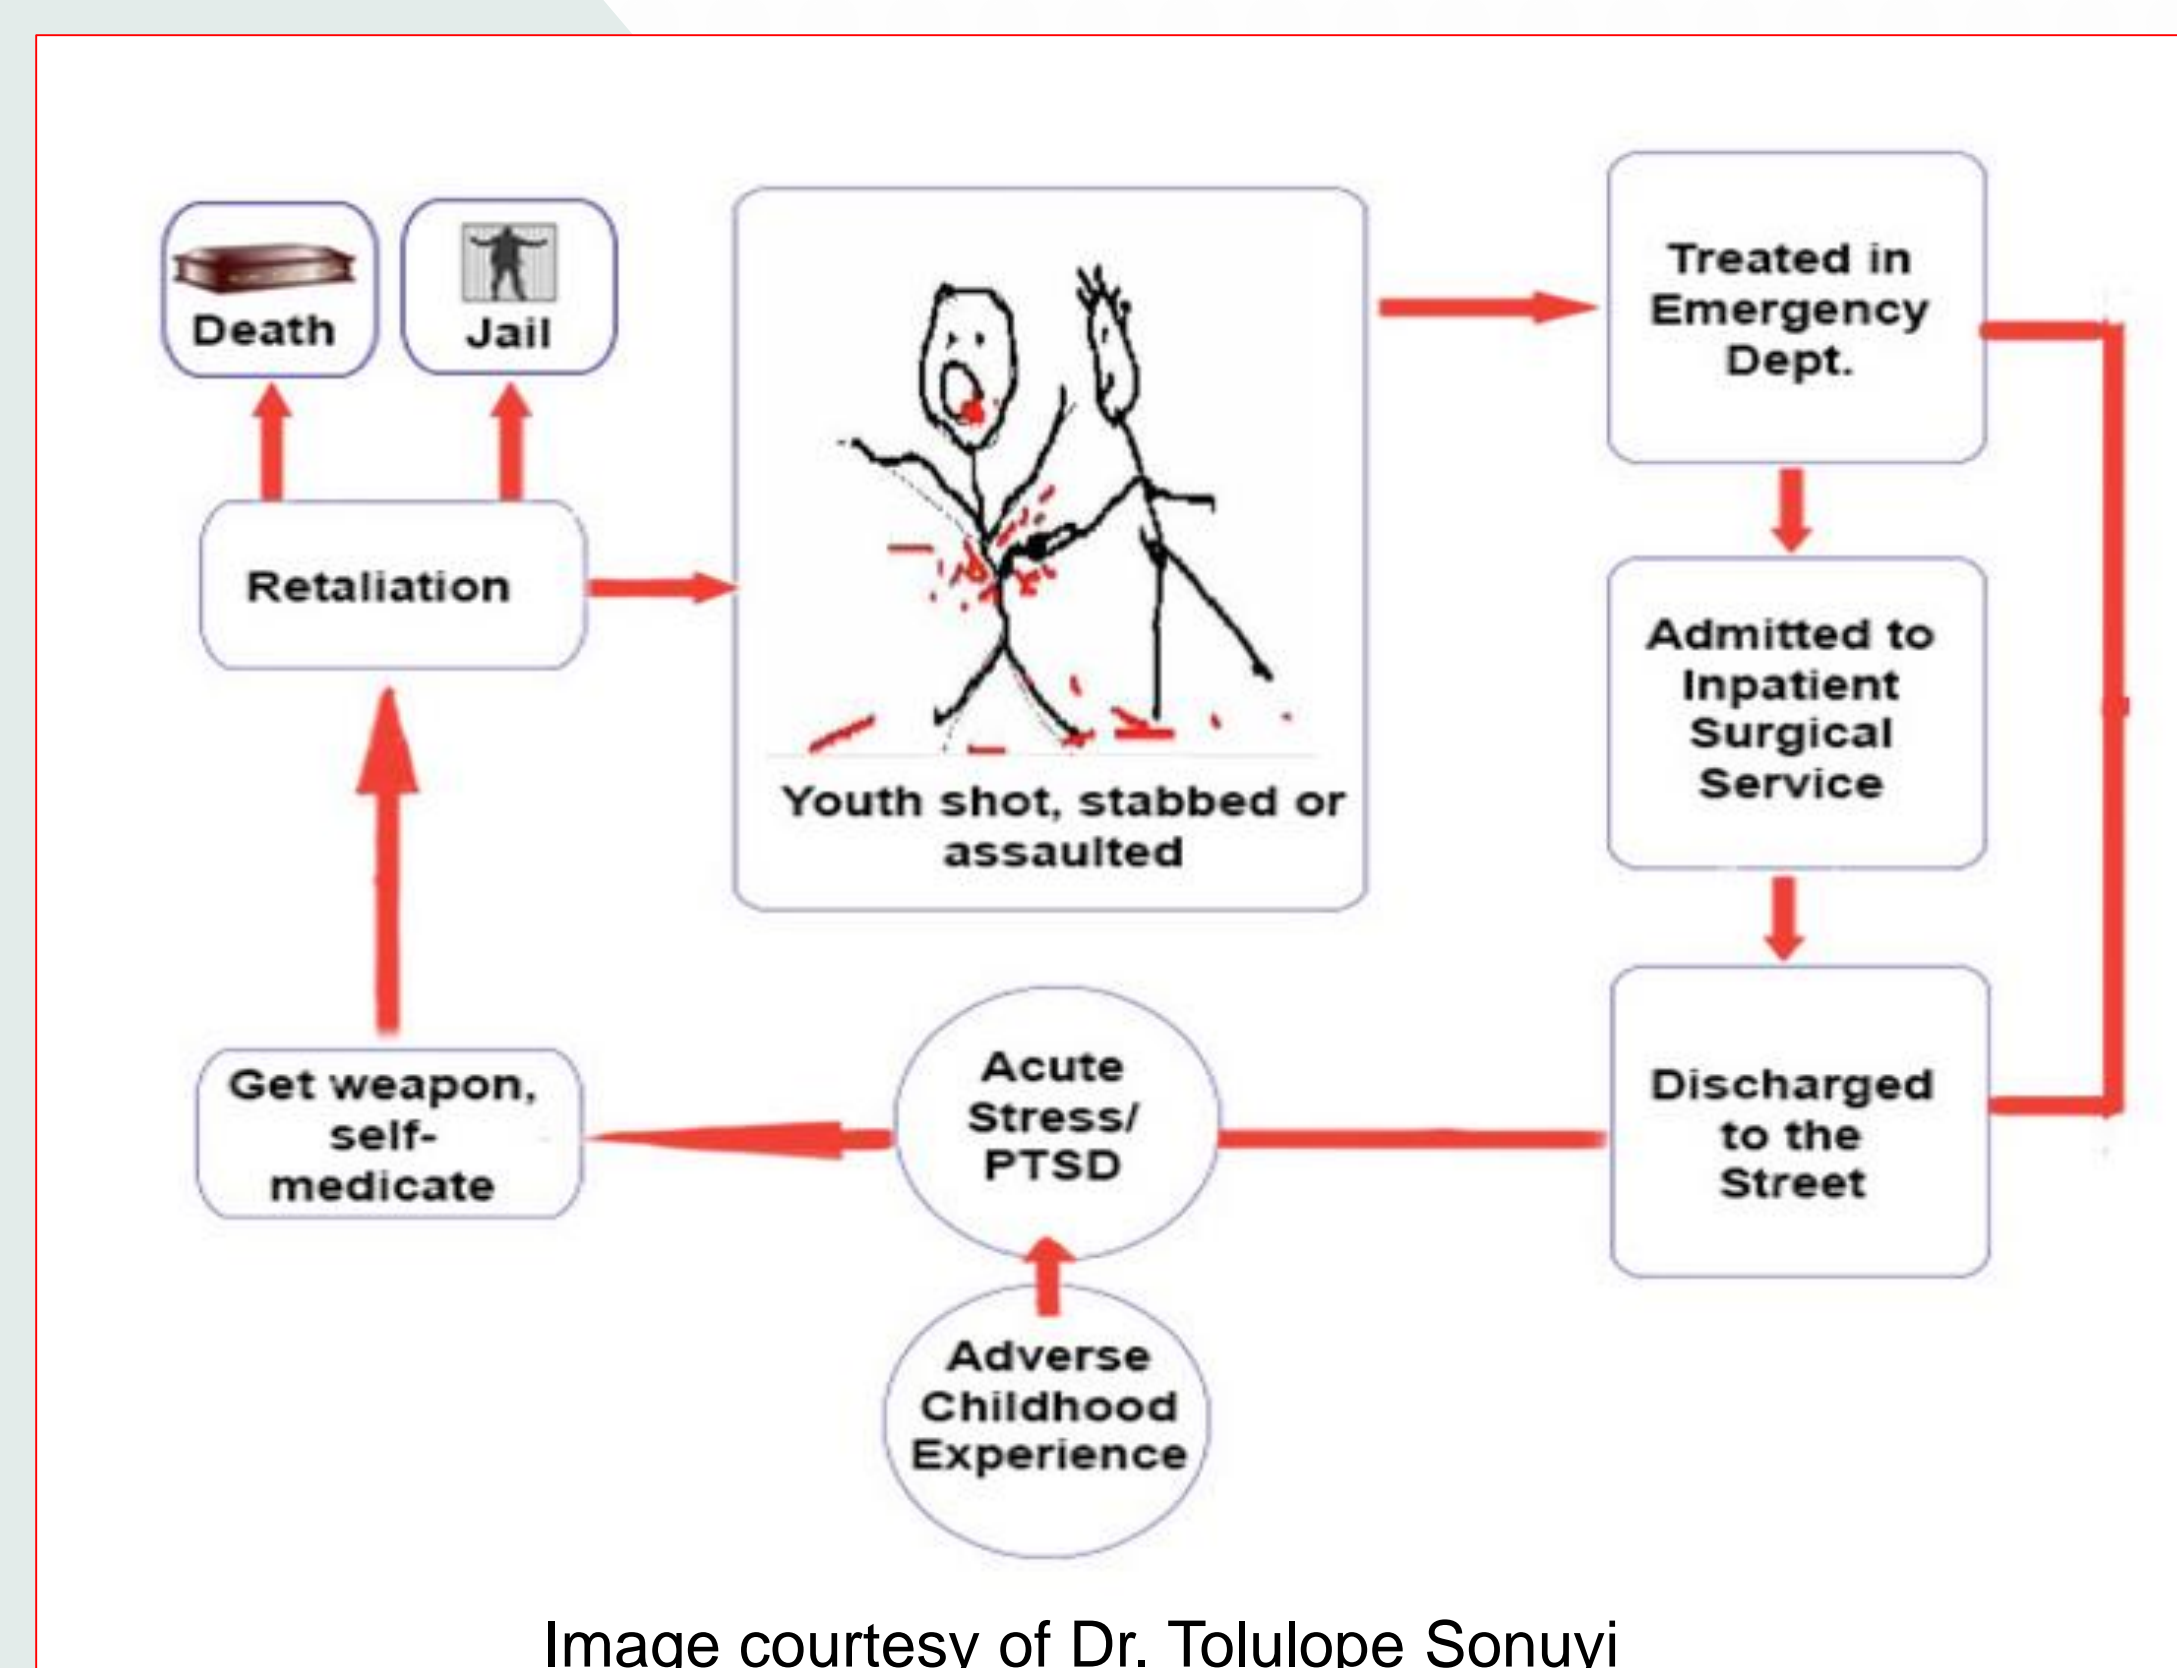 Death
Jail
Retaliation
Youth shot, stabbed or
assaulted
Treated in
Emergency
Dept.
Admitted to
Inpatient
Surgical
Service
Discharged
to the
Street
Acute
Stress/
PTSD
Get weapon,
self-
medicate
Adverse
Childhood
Experience
Image courtesy of Dr. Tolulope Sonuyi